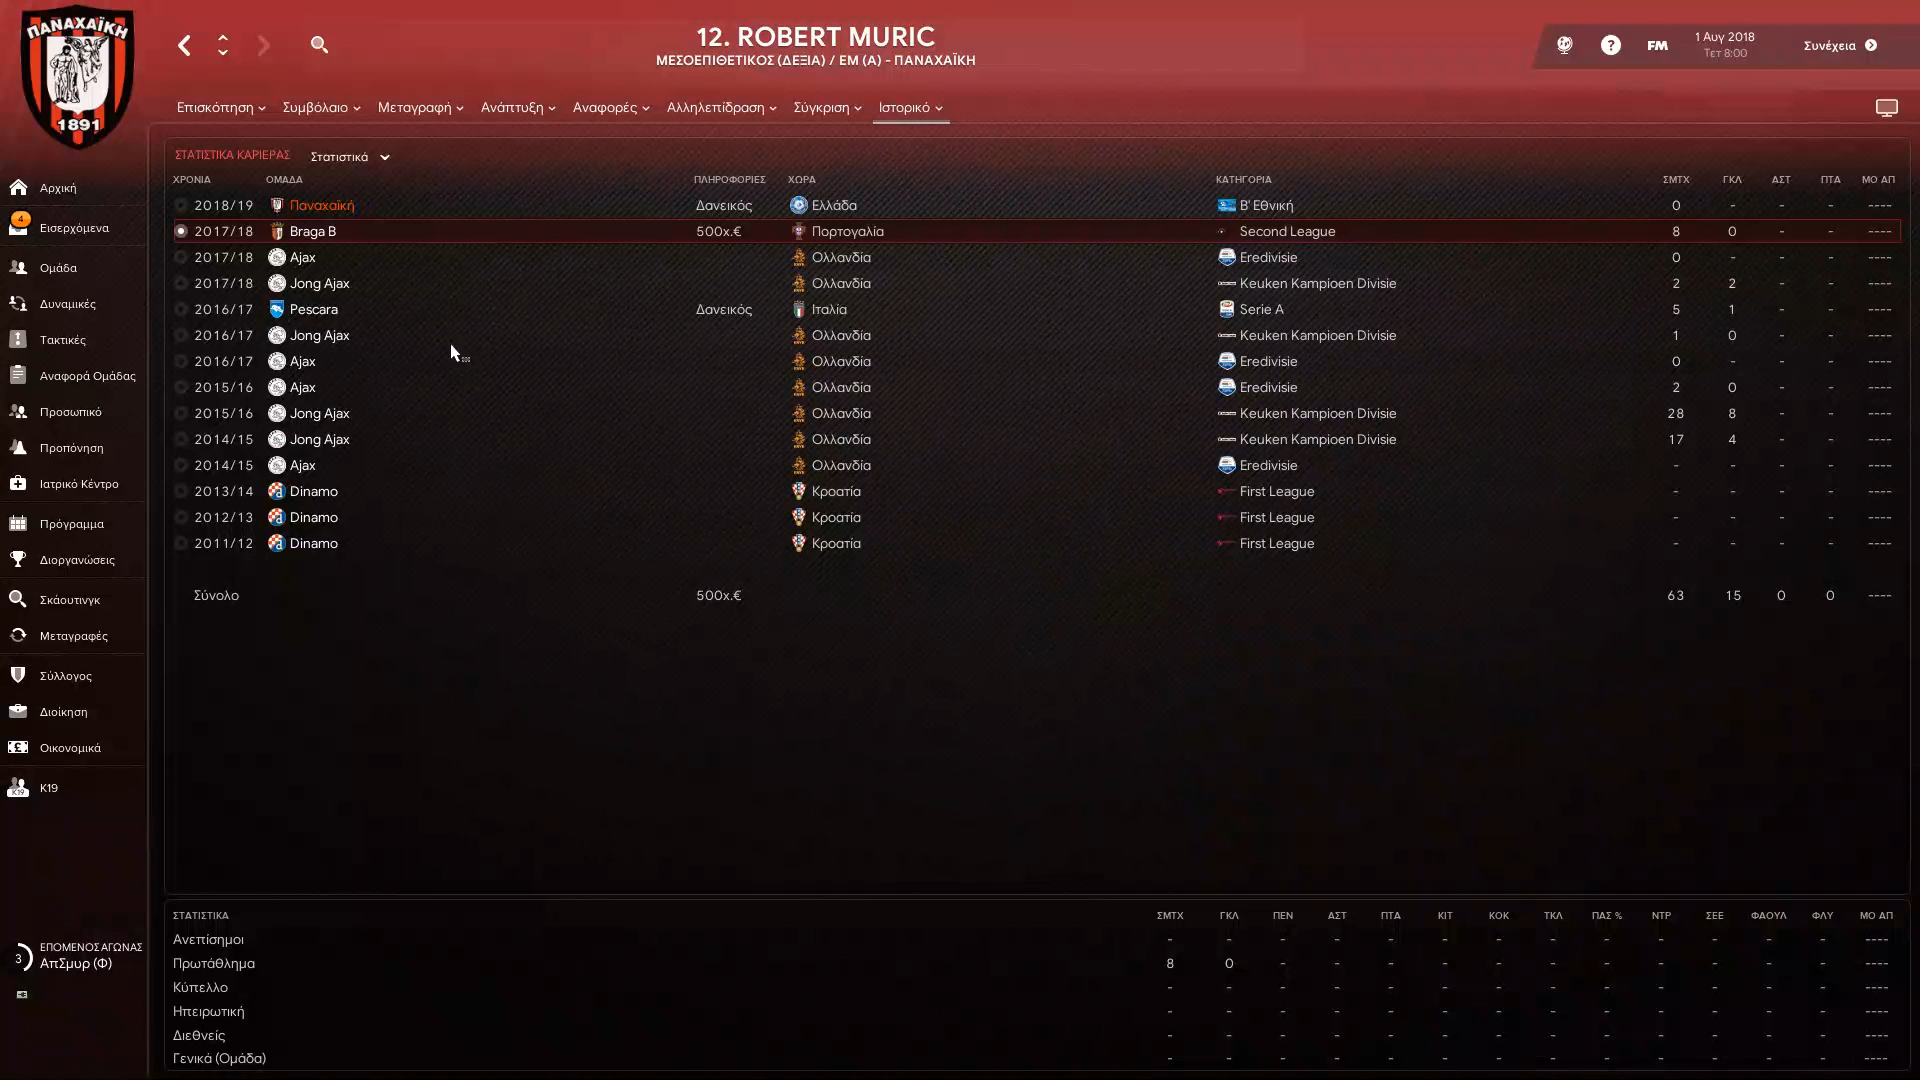 ΠΑΝΑΧΑΪΚΗ
1891
12. ROBERT MURIC
ΜΕΣΟΕΠΙΘΕΤΙΚΟΣ (ΔΕΞΙΑ) / ΕΜ (Α) - ΠΑΝΑΧΑΪΚΗ
FM
1 Αυγ 2018
Τετ 8:00
Συνέχεια
Επισκόπηση Συμβόλαιο Μεταγραφή Ανάπτυξη Αναφορές Αλληλεπίδραση Σύγκριση Ιστορικό
Αρχική
4
Εισερχόμενα
Ομάδα
Δυναμικές
Τακτικές
Αναφορά Ομάδας
Προσωπικό
Προπόνηση
Ιατρικό Κέντρο
Πρόγραμμα
Διοργανώσεις
Σκάουτινγκ
Μεταγραφές
Σύλλογος
Διοίκηση
Οικονομικά
Κ19
3
ΕΠΟΜΕΝΟΣ ΑΓΩΝΑΣ
ΑπΣμυρ (Φ)
ΣΤΑΤΙΣΤΙΚΑ ΚΑΡΙΕΡΑΣ Στατιστικά
ΧΡΟΝΙΑ ΟΜΑΔΑ ΠΛΗΡΟΦΟΡΙΕΣ ΧΩΡΑ ΚΑΤΗΓΟΡΙΑ ΣΜΤΧ ΓΚΛ ΑΣΤ ΠΤΑ ΜΟ ΑΠ
2018/19 Παναχαϊκή Δανεικός Ελλάδα Β' Εθνική 0 - - - ----
2017/18 Braga B 500χ.€ Πορτογαλία Second League 8 0 - - ----
2017/18 Ajax Ολλανδία Eredivisie 0 - - - ----
2017/18 Jong Ajax Ολλανδία Keuken Kampioen Divisie 2 2 - - ----
2016/17 Pescara Δανεικός Ιταλία Serie A 5 1 - - ----
2016/17 Jong Ajax Ολλανδία Keuken Kampioen Divisie 1 0 - - ----
2016/17 Ajax Ολλανδία Eredivisie 0 - - - ----
2015/16 Ajax Ολλανδία Eredivisie 2 0 - - ----
2015/16 Jong Ajax Ολλανδία Keuken Kampioen Divisie 28 8 - - ----
2014/15 Jong Ajax Ολλανδία Keuken Kampioen Divisie 17 4 - - ----
2014/15 Ajax Ολλανδία Eredivisie - - - - ----
2013/14 Dinamo Κροατία First League - - - - ----
2012/13 Dinamo Κροατία First League - - - - ----
2011/12 Dinamo Κροατία First League - - - - ----
Σύνολο 500χ.€ 63 15 0 0 ----
ΣΤΑΤΙΣΤΙΚΑ ΣΜΤΧ ΓΚΛ ΠΕΝ ΑΣΤ ΠΤΑ ΚΙΤ ΚΟΚ ΤΚΛ ΠΑΣ % ΝΤΡ ΣΕΕ ΦΑΟΥΛ ΦΛΥ ΜΟ ΑΠ
Ανεπίσημοι - - - - - - - - - - - - - ----
Πρωτάθλημα 8 0 - - - - - - - - - - - ----
Κύπελλο - - - - - - - - - - - - - ----
Ηπειρωτική - - - - - - - - - - - - - ----
Διεθνείς - - - - - - - - - - - - - ----
Γενικά (Ομάδα) - - - - - - - - - - - - - ----